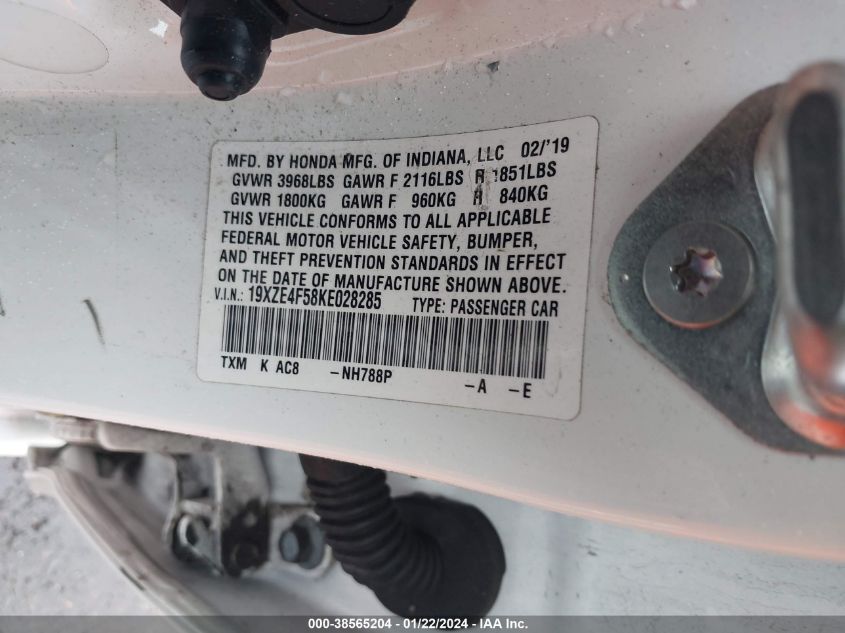 MFD. BY HONDA MFG. OF INDIANA, LLC 02/'19
GVWR 3968LBS GAWR F 2116LBS R 1851LBS
GVWR 1800KG GAWR F 960KG R 840KG
THIS VEHICLE CONFORMS TO ALL APPLICABLE
FEDERAL MOTOR VEHICLE SAFETY, BUMPER,
AND THEFT PREVENTION STANDARDS IN EFFECT
ON THE DATE OF MANUFACTURE SHOWN ABOVE.
V.I.N.: 19XZE4F58KE028285 TYPE: PASSENGER CAR
TXM K AC8 -NH788P -A -E
000-38565204 - 01/22/2024 - IAA Inc.